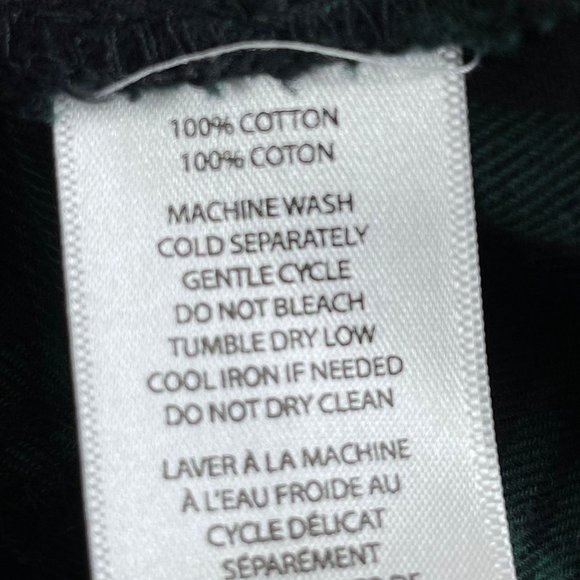 100% COTTON
100% COTON
MACHINE WASH
COLD SEPARATELY
GENTLE CYCLE
DO NOT BLEACH
TUMBLE DRY LOW
COOL IRON IF NEEDED
DO NOT DRY CLEAN
LAVER À LA MACHINE
À L'EAU FROIDE AU
CYCLE DÉLICAT
SÉPARÉMENT